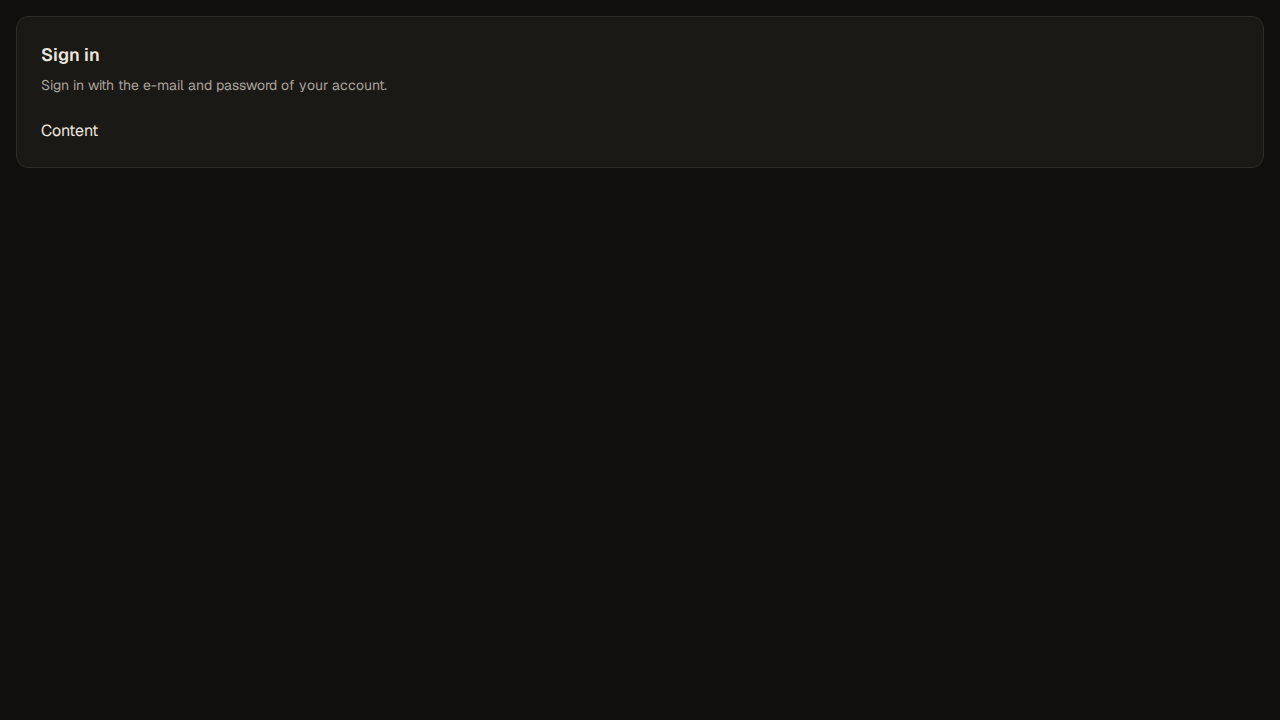 Sign in
Sign in with the e-mail and password of your account.
Content